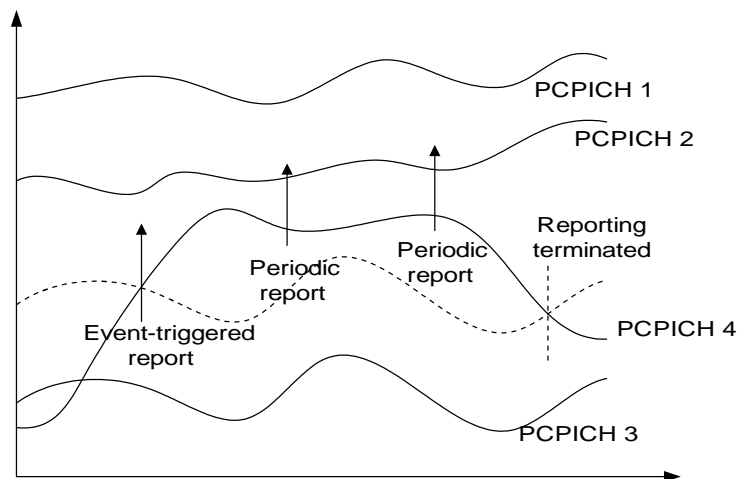 PCPICH 1
PCPICH 2
Reporting
terminated
Periodic
report
Periodic
report
Event-triggered
report
PCPICH 4
PCPICH 3